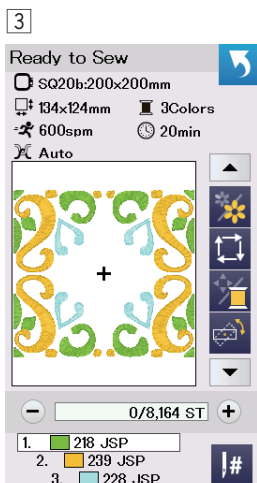 3
Ready to Sew
SQ20b:200x200mm
134x124mm 3Colors
600spm 20min
Auto
0/8,164 ST
1. 218 JSP
2. 239 JSP
3. 228 JSP
#